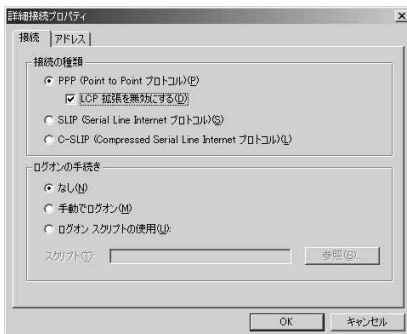 詳細接続プロパティ
接続
アドレス
接続の種類
PPP (Point to Point プロトコル)(P)
LCP 拡張を無効にする(D)
SLIP (Serial Line Internet プロトコル)(S)
C-SLIP (Compressed Serial Line Internet プロトコル)(L)
ログオンの手続き
なし(N)
手動でログオン(M)
ログオン スクリプトの使用(U):
スクリプト(T):
参照(B)...
OK
キャンセル